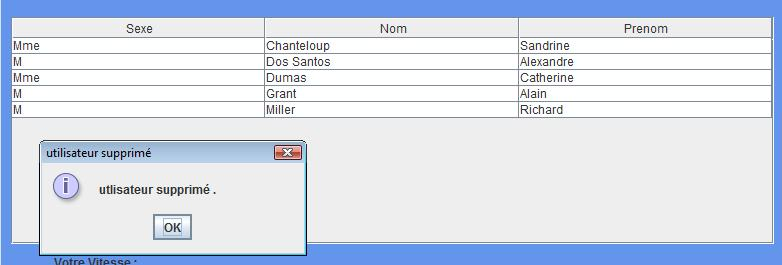 Sexe Nom Prenom
Mme Chanteloup Sandrine
M Dos Santos Alexandre
Mme Dumas Catherine
M Grant Alain
M Miller Richard
utilisateur supprimé
utlisateur supprimé .
OK
Votre Vitesse :